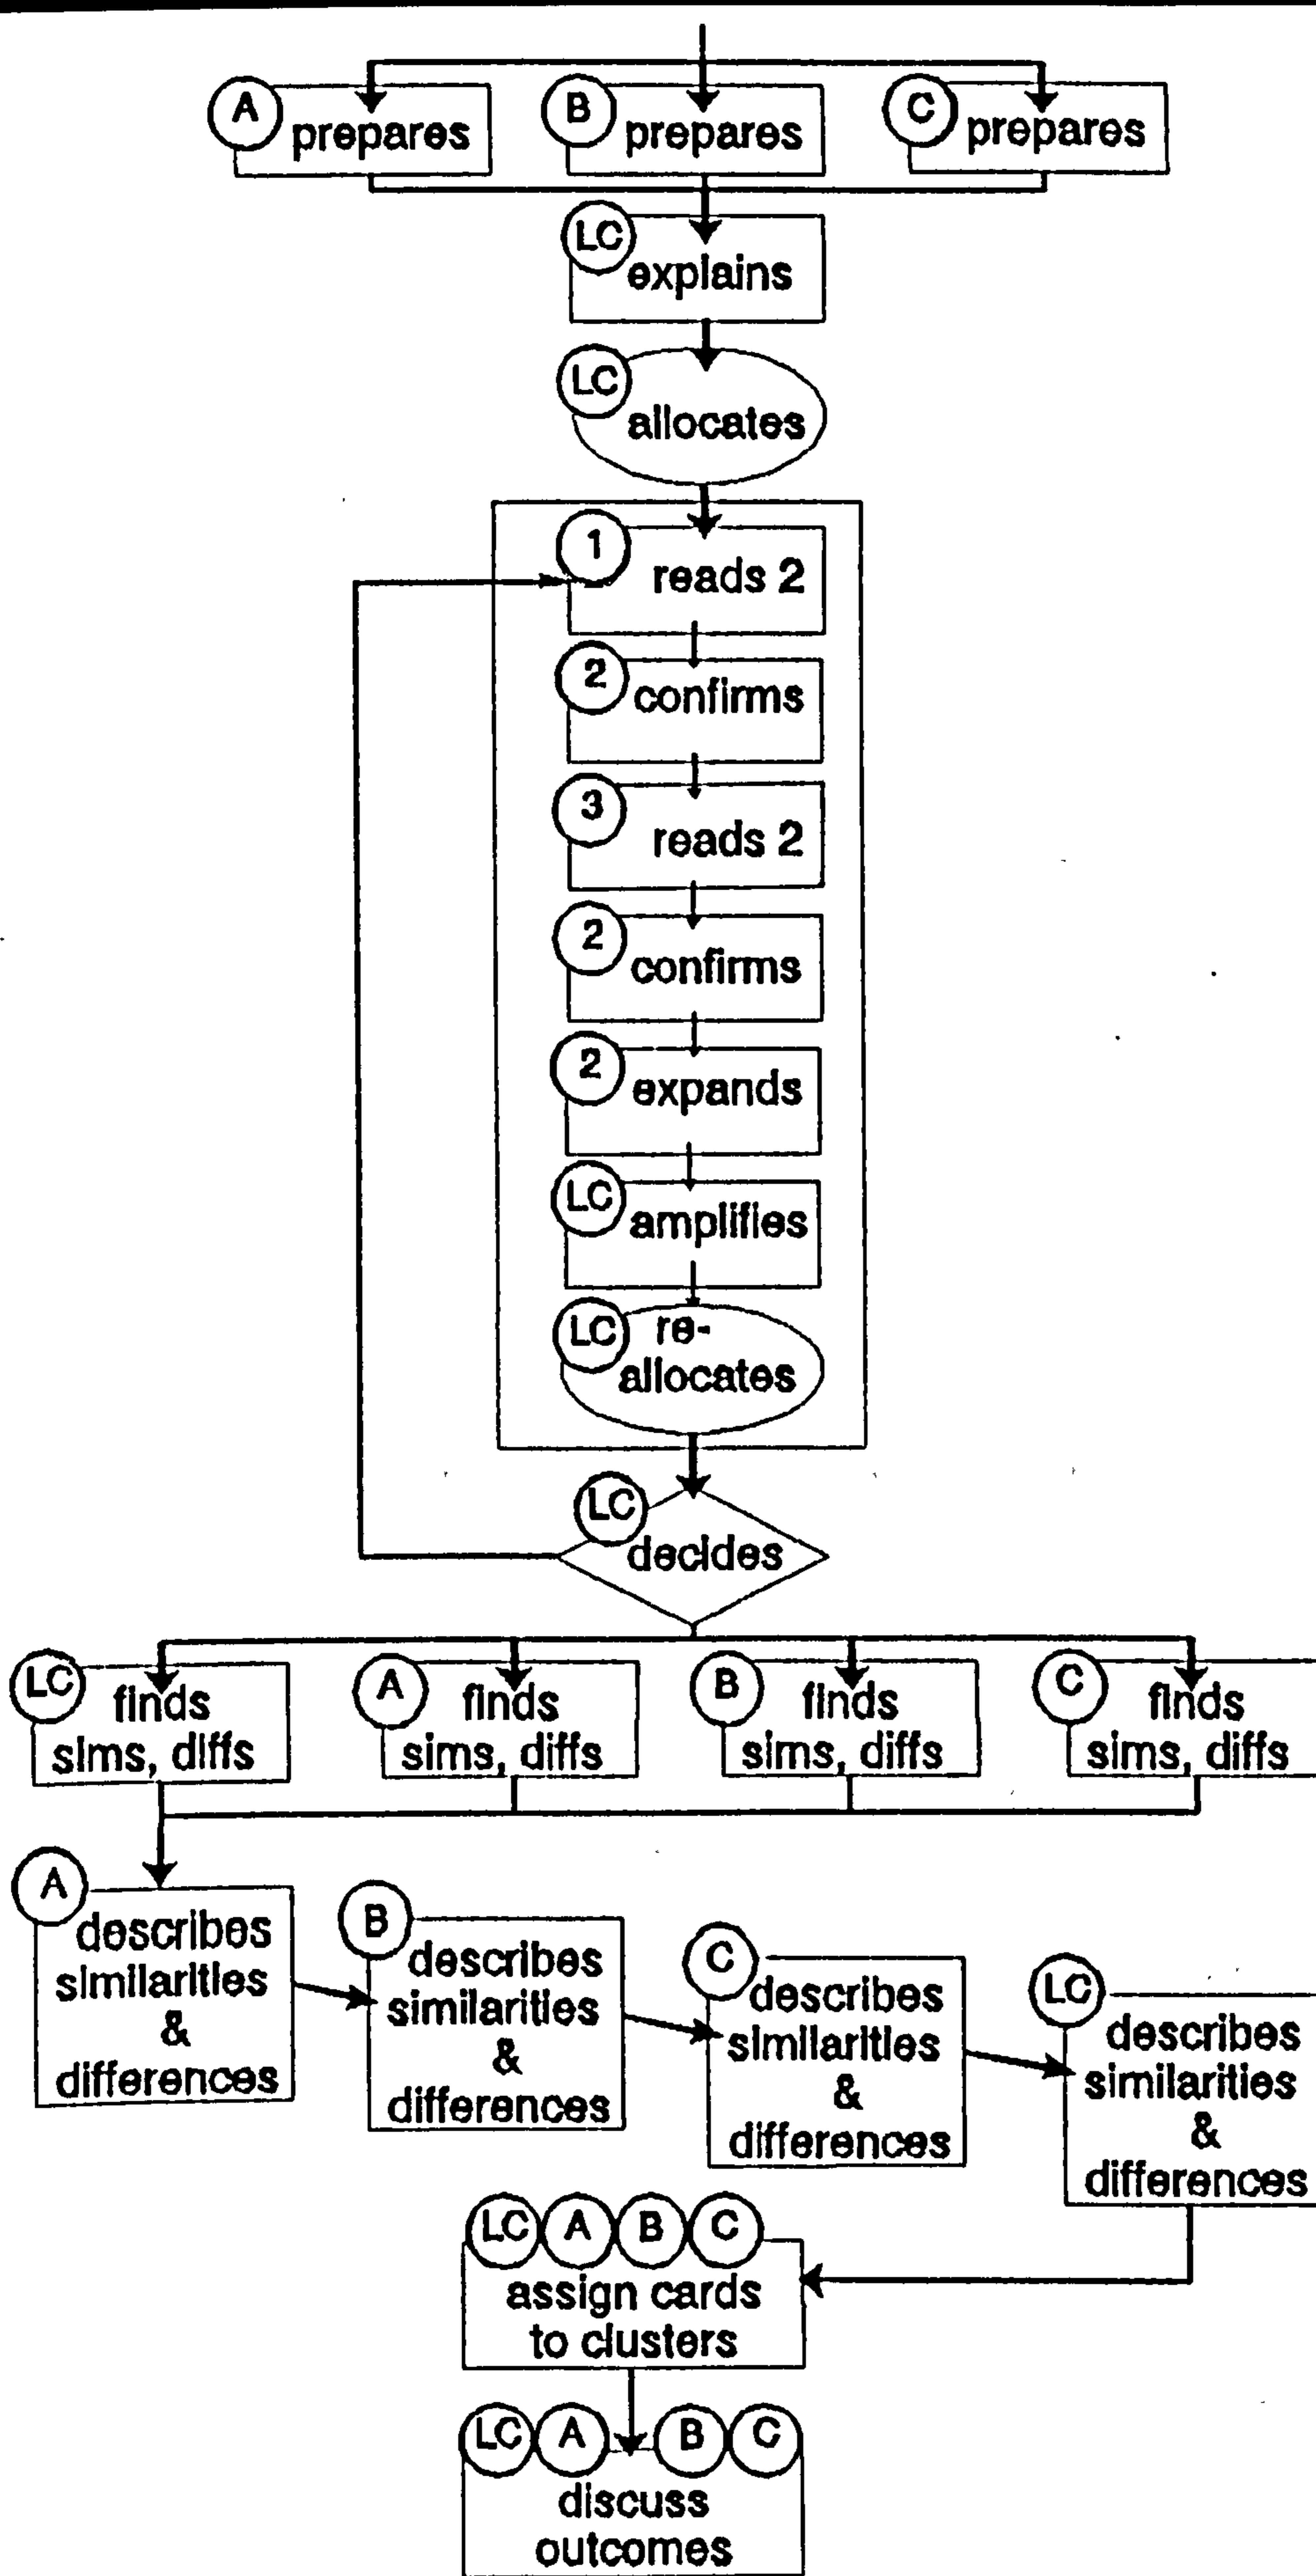 A prepares
B prepares
C prepares
LC explains
LC allocates
1 reads 2
2 confirms
3 reads 2
2 confirms
2 expands
LC amplifies
LC re-
allocates
LC decides
LC finds
sims, diffs
A finds
sims, diffs
B finds
sims, diffs
C finds
sims, diffs
A
describes
similarities
&
differences
B
describes
similarities
&
differences
C
describes
similarities
&
differences
LC
describes
similarities
&
differences
LC A B C
assign cards
to clusters
LC A B C
discuss
outcomes